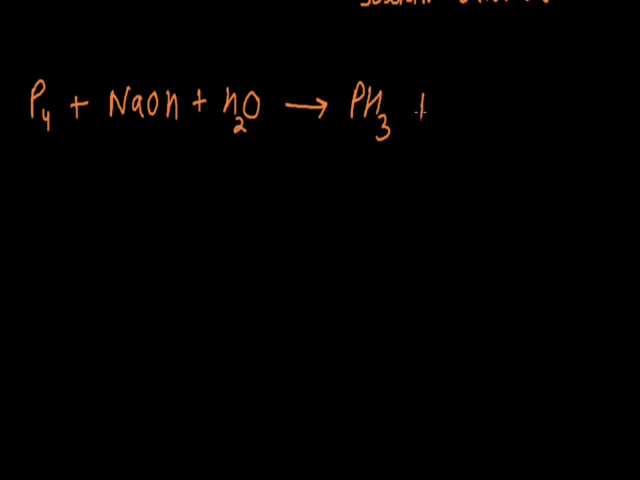 P₄ + NaOH + H₂O → PH₃ +